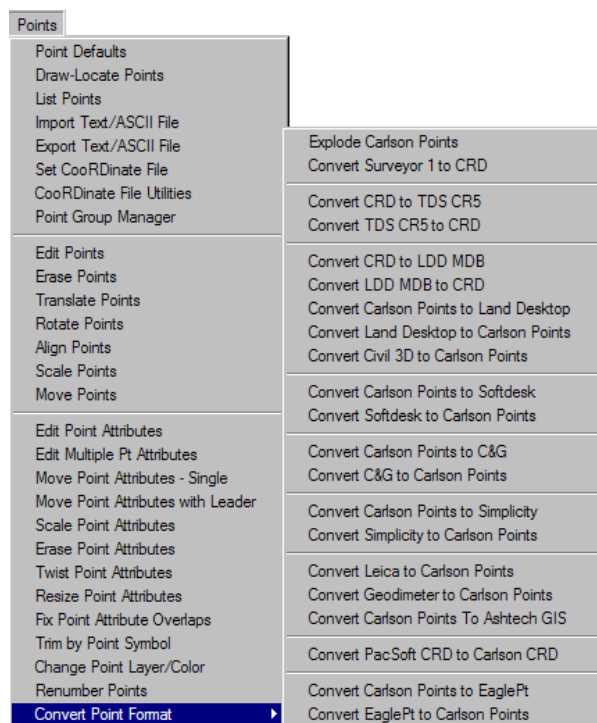 Points
Point Defaults
Draw-Locate Points
List Points
Import Text/ASCII File
Export Text/ASCII File
Set CooRDinate File
CooRDinate File Utilities
Point Group Manager
Edit Points
Erase Points
Translate Points
Rotate Points
Align Points
Scale Points
Move Points
Edit Point Attributes
Edit Multiple Pt Attributes
Move Point Attributes - Single
Move Point Attributes with Leader
Scale Point Attributes
Erase Point Attributes
Twist Point Attributes
Resize Point Attributes
Fix Point Attribute Overlaps
Trim by Point Symbol
Change Point Layer/Color
Renumber Points
Convert Point Format
Explode Carlson Points
Convert Surveyor 1 to CRD
Convert CRD to TDS CR5
Convert TDS CR5 to CRD
Convert CRD to LDD MDB
Convert LDD MDB to CRD
Convert Carlson Points to Land Desktop
Convert Land Desktop to Carlson Points
Convert Civil 3D to Carlson Points
Convert Carlson Points to Softdesk
Convert Softdesk to Carlson Points
Convert Carlson Points to C&G
Convert C&G to Carlson Points
Convert Carlson Points to Simplicity
Convert Simplicity to Carlson Points
Convert Leica to Carlson Points
Convert Geodimeter to Carlson Points
Convert Carlson Points To Ashtech GIS
Convert PacSoft CRD to Carlson CRD
Convert Carlson Points to EaglePt
Convert EaglePt to Carlson Points